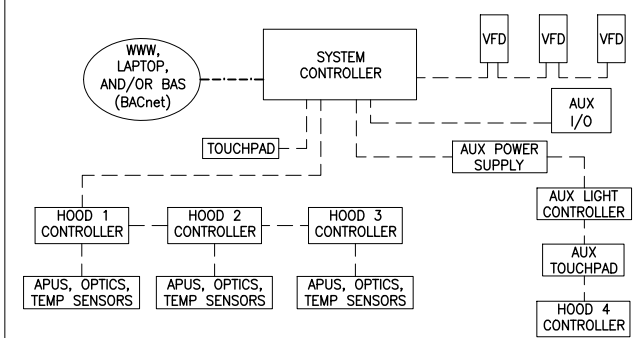 WWW,
LAPTOP,
AND/OR BAS
(BACnet)
SYSTEM
CONTROLLER
VFD
VFD
VFD
AUX
I/O
TOUCHPAD
AUX POWER
SUPPLY
AUX LIGHT
CONTROLLER
HOOD 1
CONTROLLER
HOOD 2
CONTROLLER
HOOD 3
CONTROLLER
AUX
TOUCHPAD
APUS, OPTICS,
TEMP SENSORS
APUS, OPTICS,
TEMP SENSORS
APUS, OPTICS,
TEMP SENSORS
HOOD 4
CONTROLLER